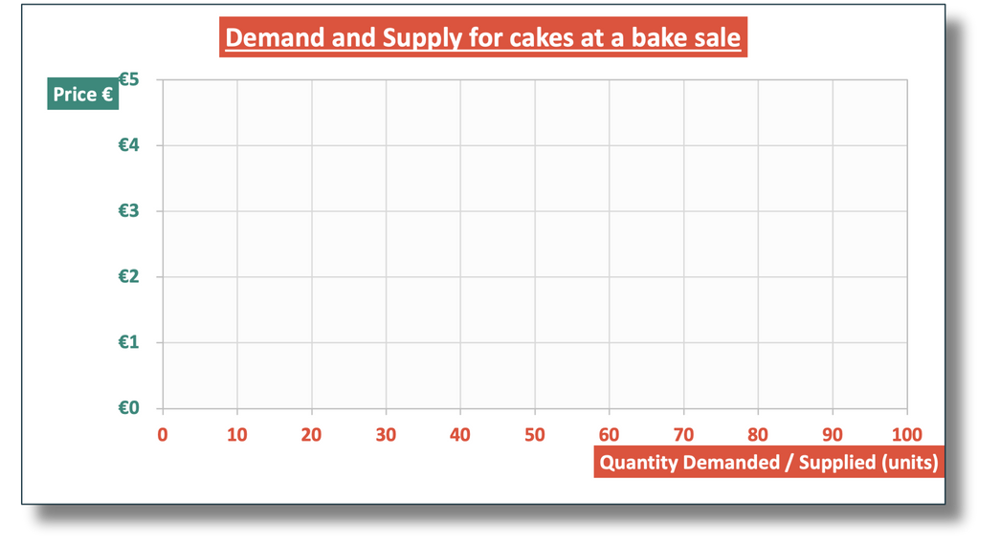 Demand and Supply for cakes at a bake sale
Price €
€5
€4
€3
€2
€1
€0
0 10 20 30 40 50 60 70 80 90 100
Quantity Demanded / Supplied (units)